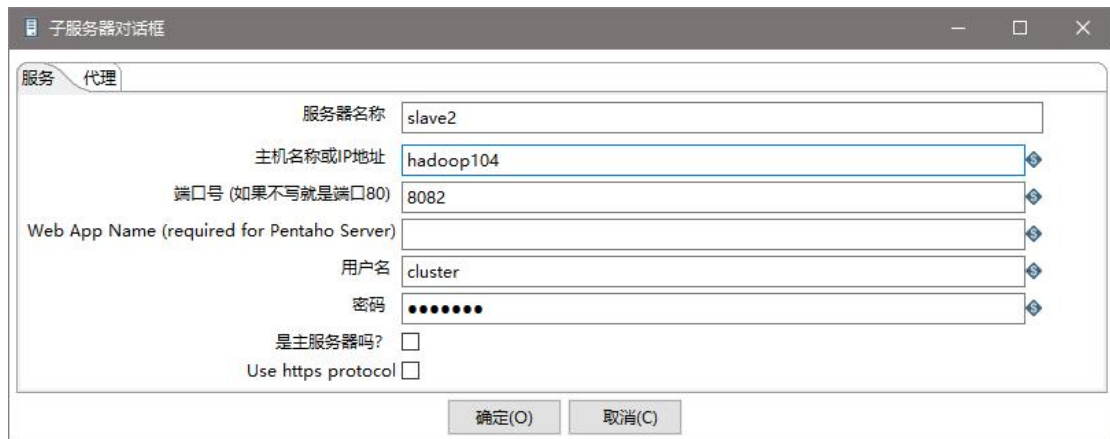 子服务器对话框
服务 代理
服务器名称 slave2
主机名称或IP地址 hadoop104
端口号 (如果不写就是端口80) 8082
Web App Name (required for Pentaho Server)
用户名 cluster
密码 ●●●●●●●
是主服务器吗?
Use https protocol
确定(O) 取消(C)